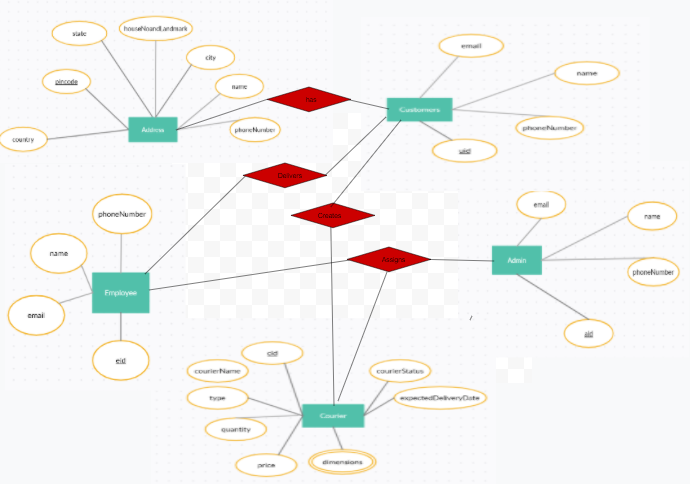 state
houseNoandLandmark
city
pincode
name
country
phoneNumber
Address
has
email
name
Customers
phoneNumber
uid
Delivers
Creates
Assigns
phoneNumber
name
Employee
email
eid
email
name
Admin
phoneNumber
aid
cid
courierName
courierStatus
type
expectedDeliveryDate
quantity
Courier
price
dimensions